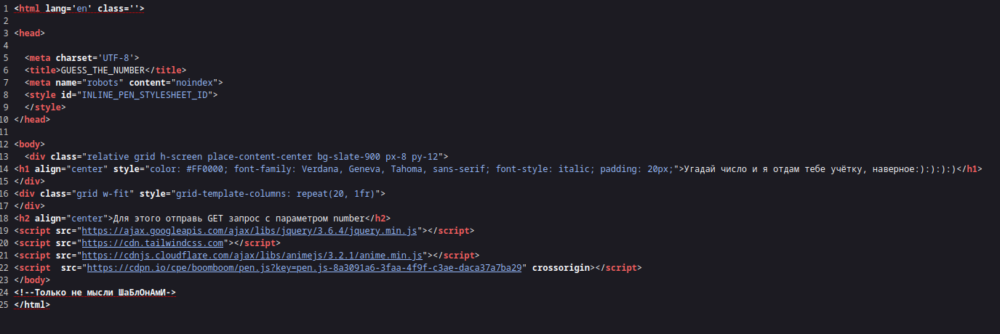 1 <html lang='en' class=''>
2
3 <head>
4
5 <meta charset='UTF-8'>
6 <title>GUESS_THE_NUMBER</title>
7 <meta name="robots" content="noindex">
8 <style id="INLINE_PEN_STYLESHEET_ID">
9 </style>
10 </head>
11
12 <body>
13 <div class="relative grid h-screen place-content-center bg-slate-900 px-8 py-12">
14 <h1 align="center" style="color: #FF0000; font-family: Verdana, Geneva, Tahoma, sans-serif; font-style: italic; padding: 20px;">Угадай число и я отдам тебе учётку, наверное:):):):)</h1>
15 </div>
16 <div class="grid w-fit" style="grid-template-columns: repeat(20, 1fr)">
17 </div>
18 <h2 align="center">Для этого отправь GET запрос с параметром number</h2>
19 <script src="https://ajax.googleapis.com/ajax/libs/jquery/3.6.4/jquery.min.js"></script>
20 <script src="https://cdn.tailwindcss.com"></script>
21 <script src="https://cdnjs.cloudflare.com/ajax/libs/animejs/3.2.1/anime.min.js"></script>
22 <script  src="https://cdpn.io/cpe/boomboom/pen.js?key=pen.js-8a3091a6-3faa-4f9f-c3ae-daca37a7ba29" crossorigin></script>
23 </body>
24 <!--Только не мысли ШаБлОнАмИ->
25 </html>